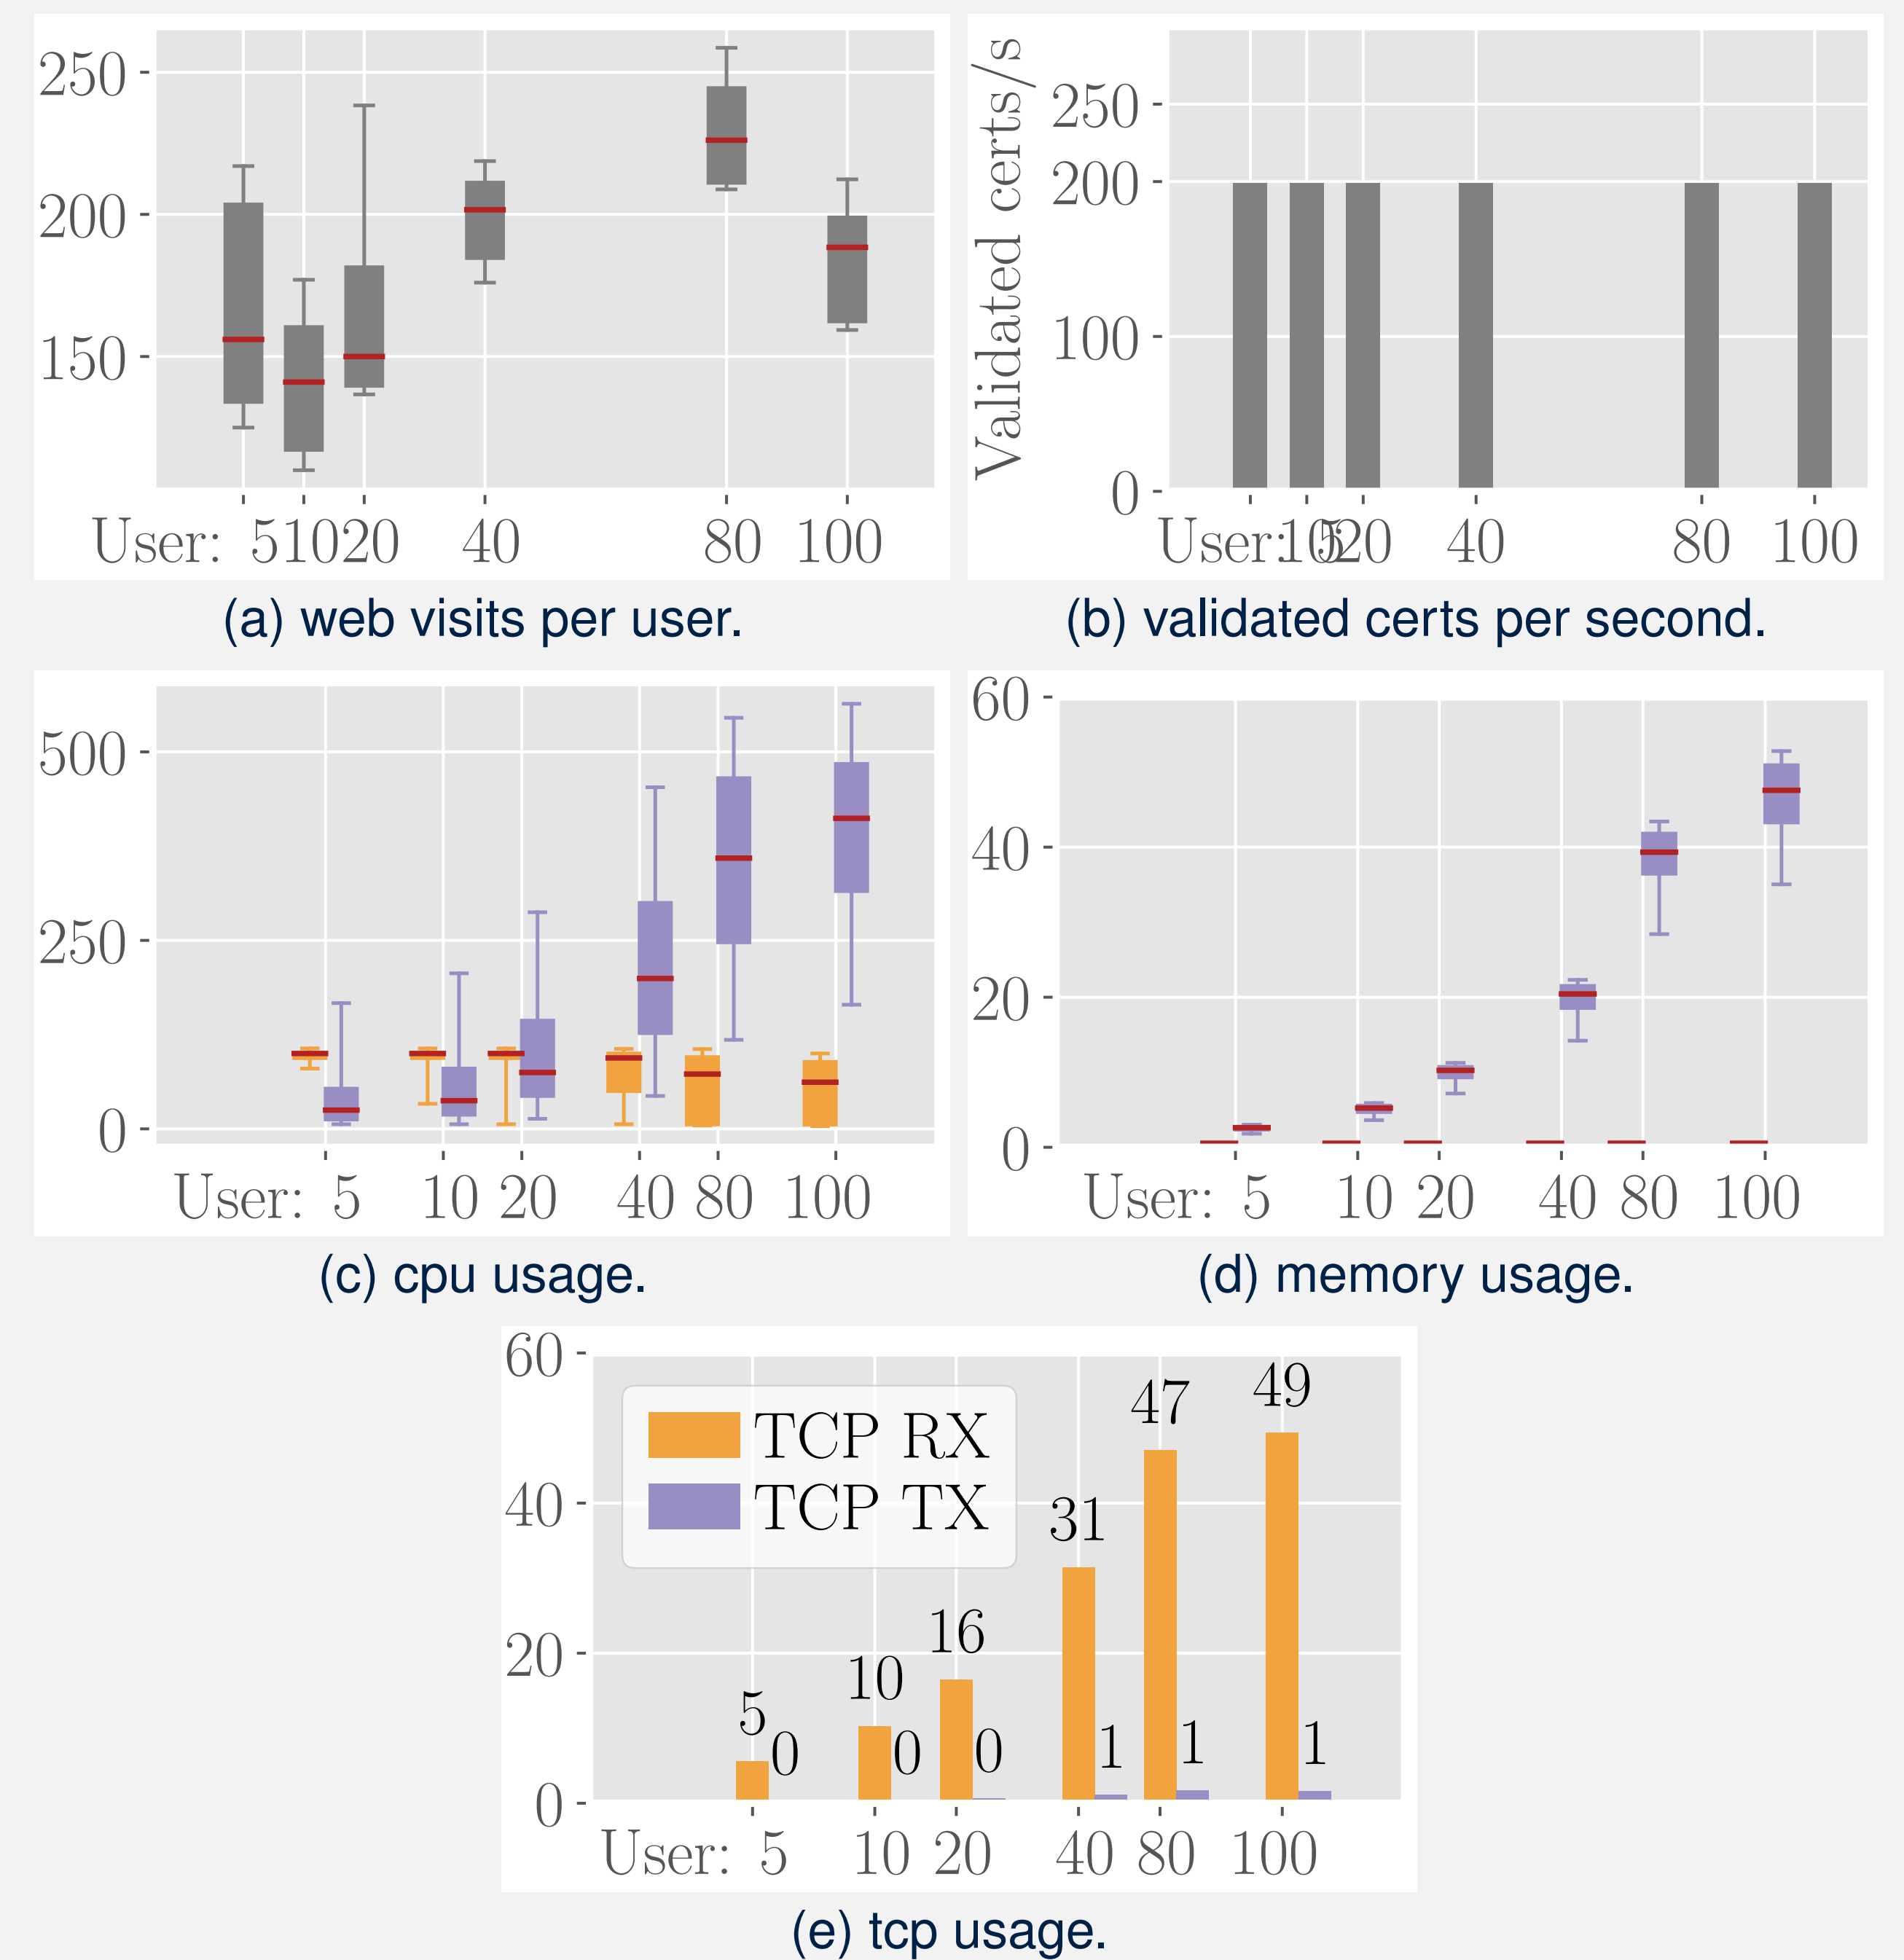 250
200
150
User: 5 10 20 40 80 100
(a) web visits per user.
Validated certs/s
250
200
100
0
User: 5 10 20 40 80 100
(b) validated certs per second.
500
250
0
User: 5 10 20 40 80 100
(c) cpu usage.
60
40
20
0
User: 5 10 20 40 80 100
(d) memory usage.
60
40
20
0
TCP RX
TCP TX
5 0 10 0 16 0 31 1 47 1 49 1
User: 5 10 20 40 80 100
(e) tcp usage.